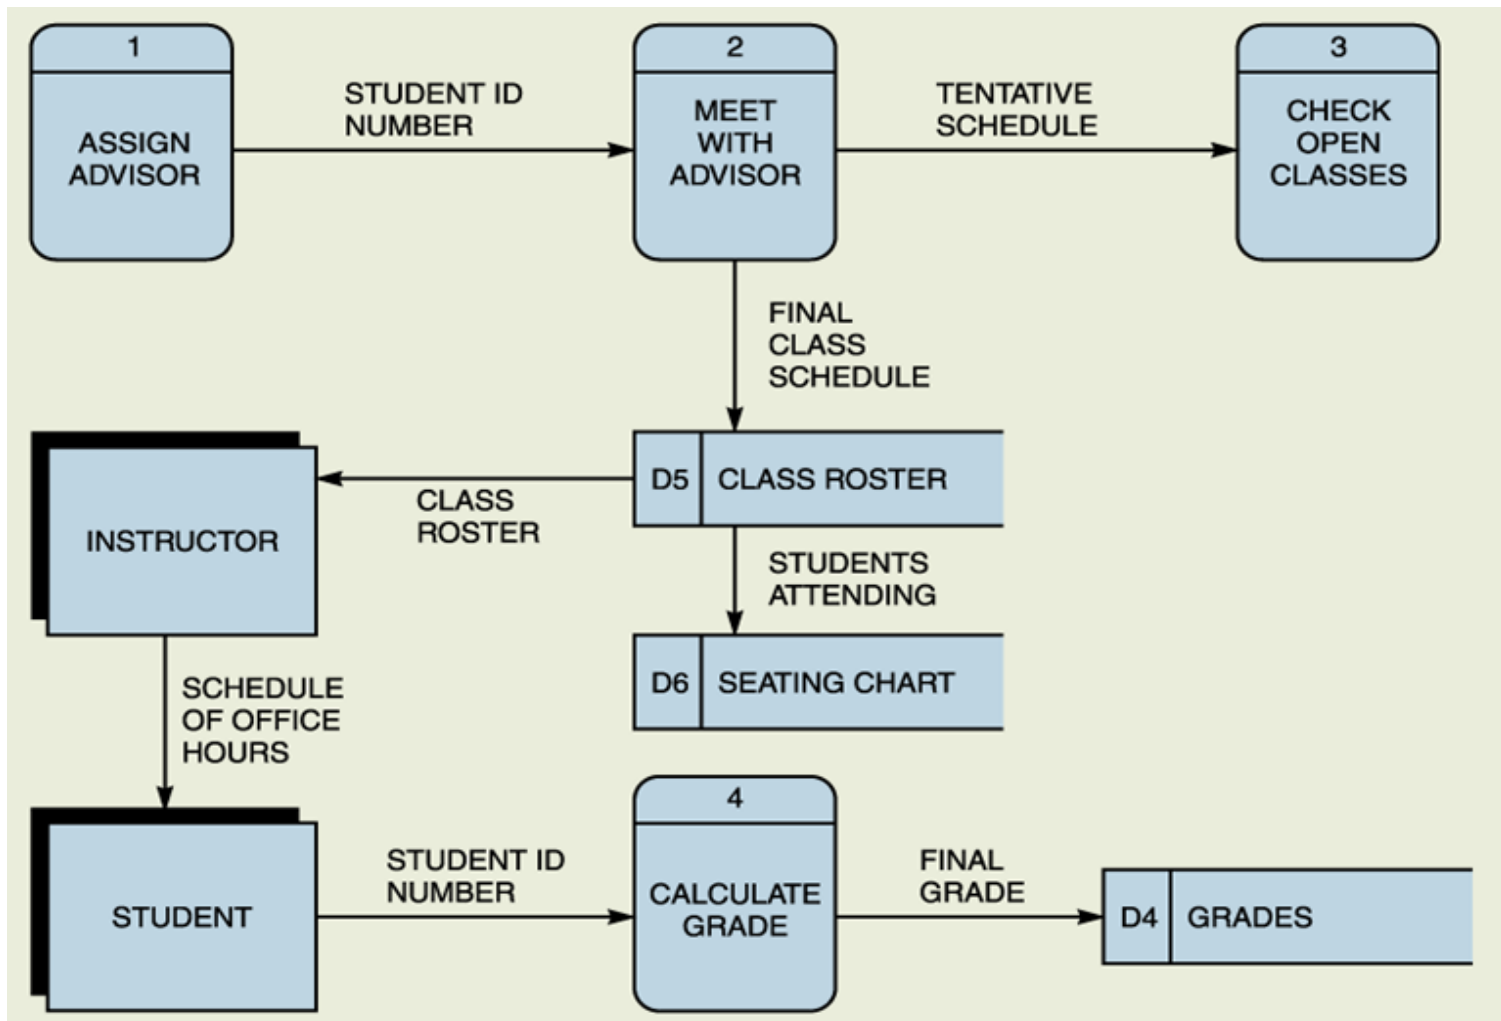 1
ASSIGN
ADVISOR
STUDENT ID
NUMBER
2
MEET
WITH
ADVISOR
TENTATIVE
SCHEDULE
3
CHECK
OPEN
CLASSES
FINAL
CLASS
SCHEDULE
INSTRUCTOR
CLASS
ROSTER
D5
CLASS ROSTER
STUDENTS
ATTENDING
D6
SEATING CHART
SCHEDULE
OF OFFICE
HOURS
STUDENT
STUDENT ID
NUMBER
4
CALCULATE
GRADE
FINAL
GRADE
D4
GRADES